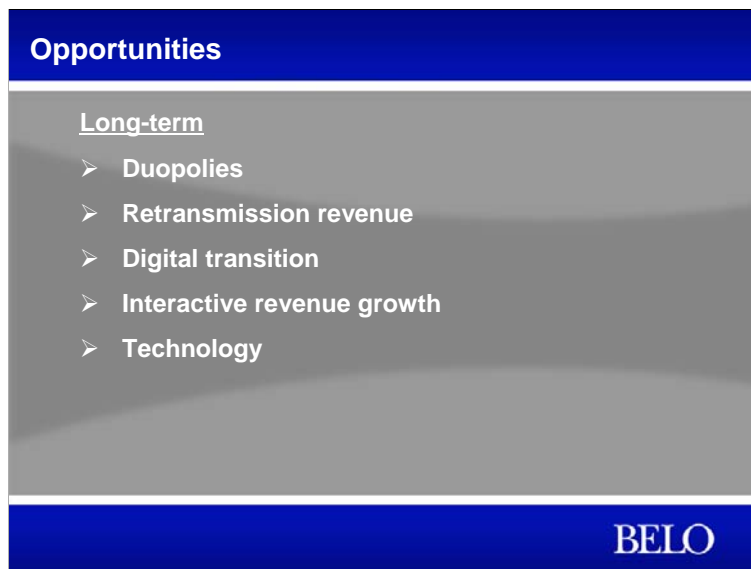 Opportunities
Long-term
➢ Duopolies
➢ Retransmission revenue
➢ Digital transition
➢ Interactive revenue growth
➢ Technology
BELO